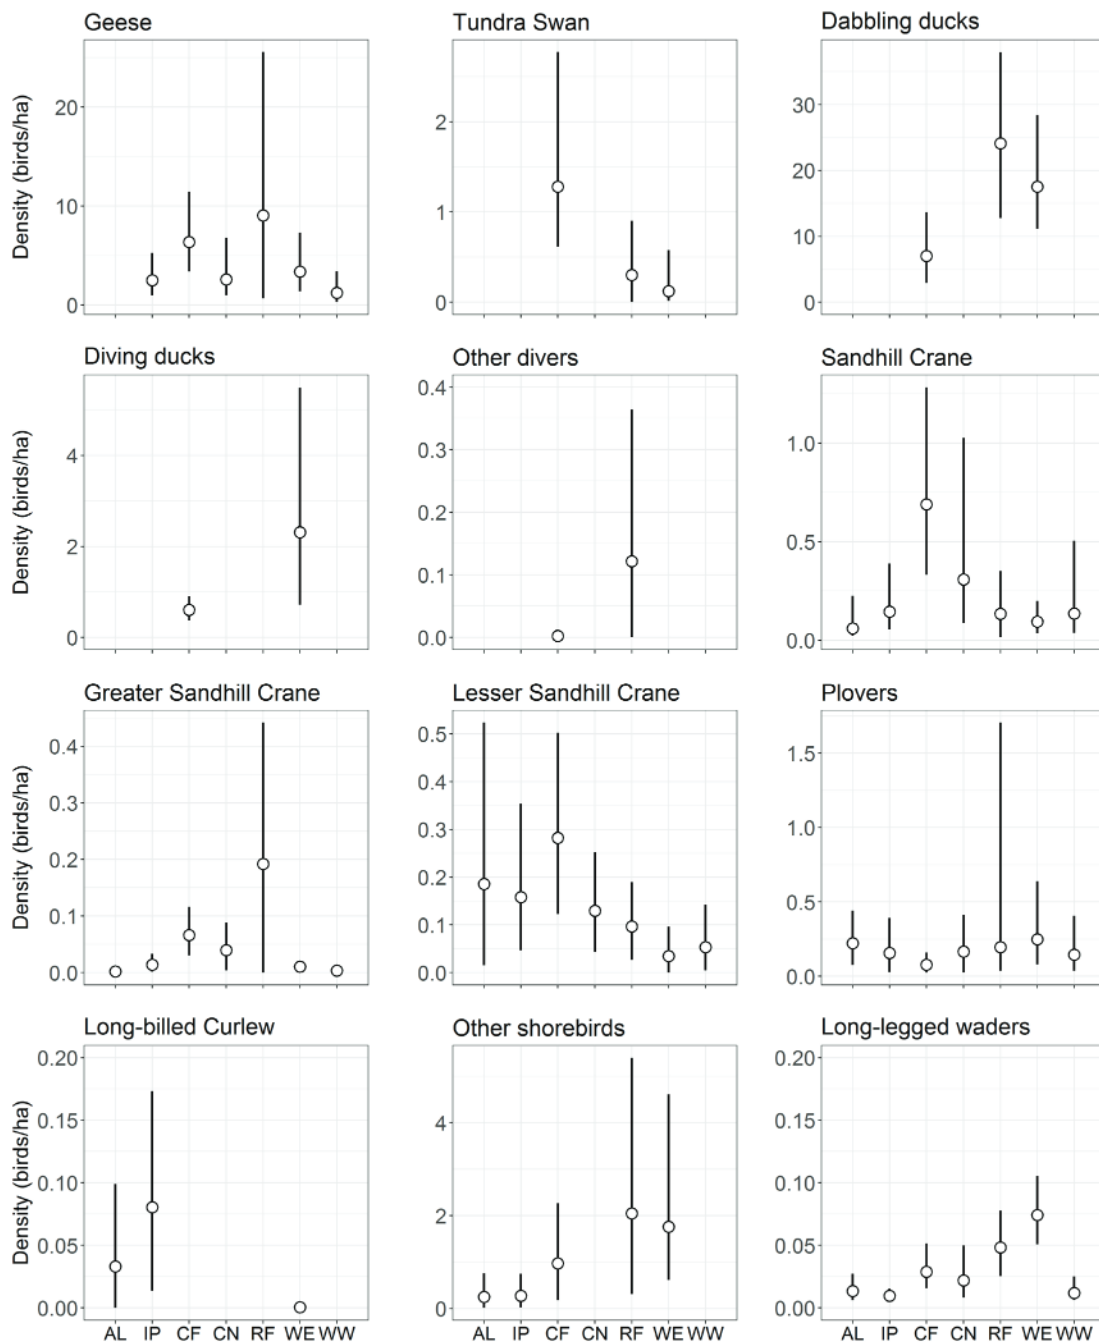 Geese
Tundra Swan
Dabbling ducks
Density (birds/ha)
20
10
0
2
1
0
30
20
10
0
Diving ducks
Other divers
Sandhill Crane
Density (birds/ha)
4
2
0
0.4
0.3
0.2
0.1
0.0
1.0
0.5
0.0
Greater Sandhill Crane
Lesser Sandhill Crane
Plovers
Density (birds/ha)
0.4
0.3
0.2
0.1
0.0
0.5
0.4
0.3
0.2
0.1
0.0
1.5
1.0
0.5
0.0
Long-billed Curlew
Other shorebirds
Long-legged waders
Density (birds/ha)
0.20
0.15
0.10
0.05
0.00
4
2
0
0.20
0.15
0.10
0.05
0.00
AL IP CF CN RF WE WW
AL IP CF CN RF WE WW
AL IP CF CN RF WE WW